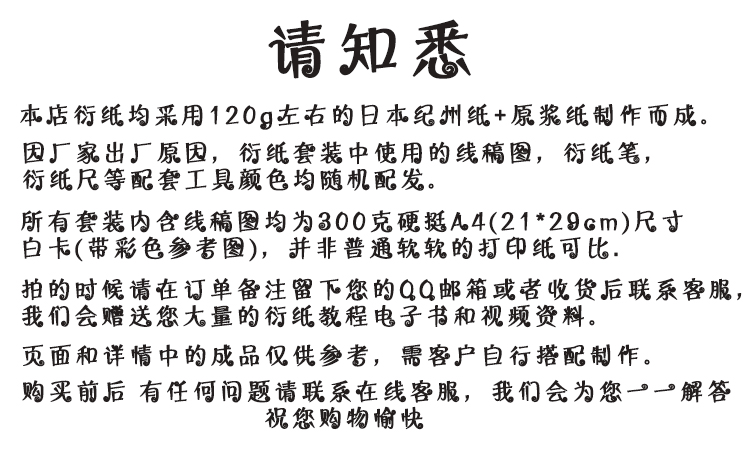 请知悉
本店衍纸均采用120g左右的日本纪州纸+原浆纸制作而成。
因厂家出厂原因，衍纸套装中使用的线稿图，衍纸笔，
衍纸尺等配套工具颜色均随机配发。
所有套装内含线稿图均为300克硬挺A4(21*29cm)尺寸
白卡(带彩色参考图)，并非普通软软的打印纸可比.
拍的时候请在订单备注留下您的QQ邮箱或者收货后联系客服，
我们会赠送您大量的衍纸教程电子书和视频资料。
页面和详情中的成品仅供参考，需客户自行搭配制作。
购买前后 有任何问题请联系在线客服，我们会为您一一解答
祝您购物愉快